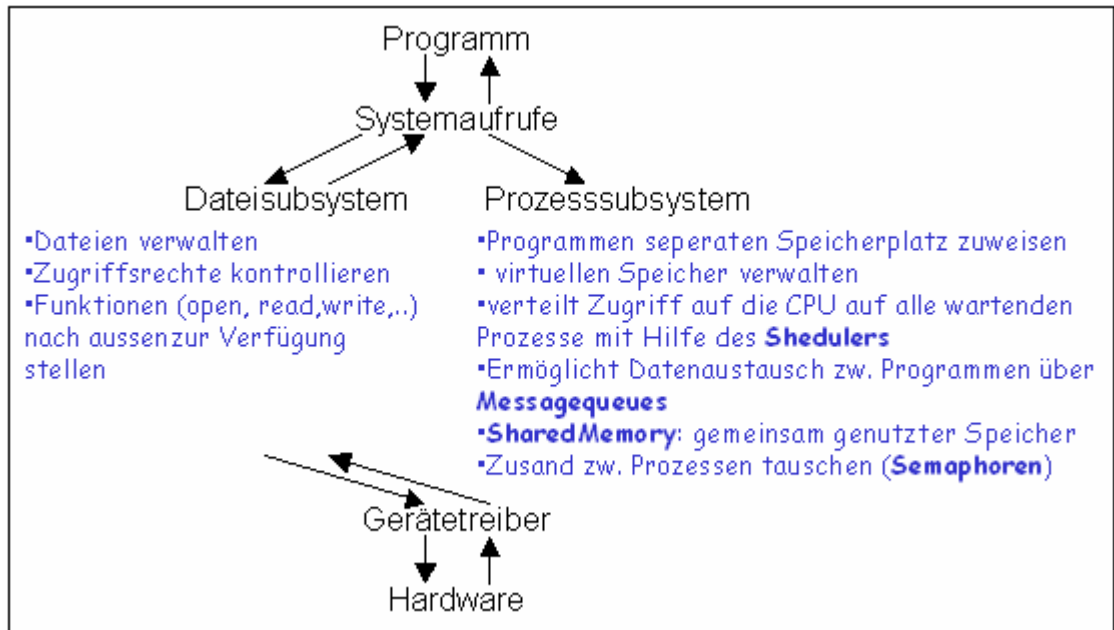 Programm
Systemaufrufe
Dateisubsystem
▪Dateien verwalten
▪Zugriffsrechte kontrollieren
▪Funktionen (open, read,write,..)
nach aussenzur Verfügung
stellen
Prozesssubsystem
▪Programmen seperaten Speicherplatz zuweisen
▪ virtuellen Speicher verwalten
▪verteilt Zugriff auf die CPU auf alle wartenden
Prozesse mit Hilfe des Shedulers
▪Ermöglicht Datenaustausch zw. Programmen über
Messagequeues
▪SharedMemory: gemeinsam genutzter Speicher
▪Zusand zw. Prozessen tauschen (Semaphoren)
Gerätetreiber
Hardware